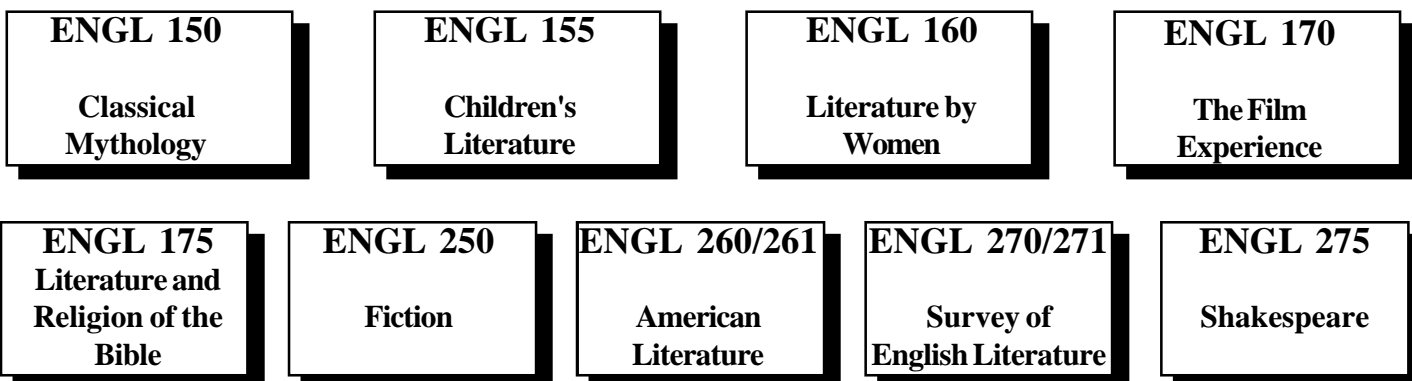 ENGL 150
Classical
Mythology
ENGL 155
Children's
Literature
ENGL 160
Literature by
Women
ENGL 170
The Film
Experience
ENGL 175
Literature and
Religion of the
Bible
ENGL 250
Fiction
ENGL 260/261
American
Literature
ENGL 270/271
Survey of
English Literature
ENGL 275
Shakespeare